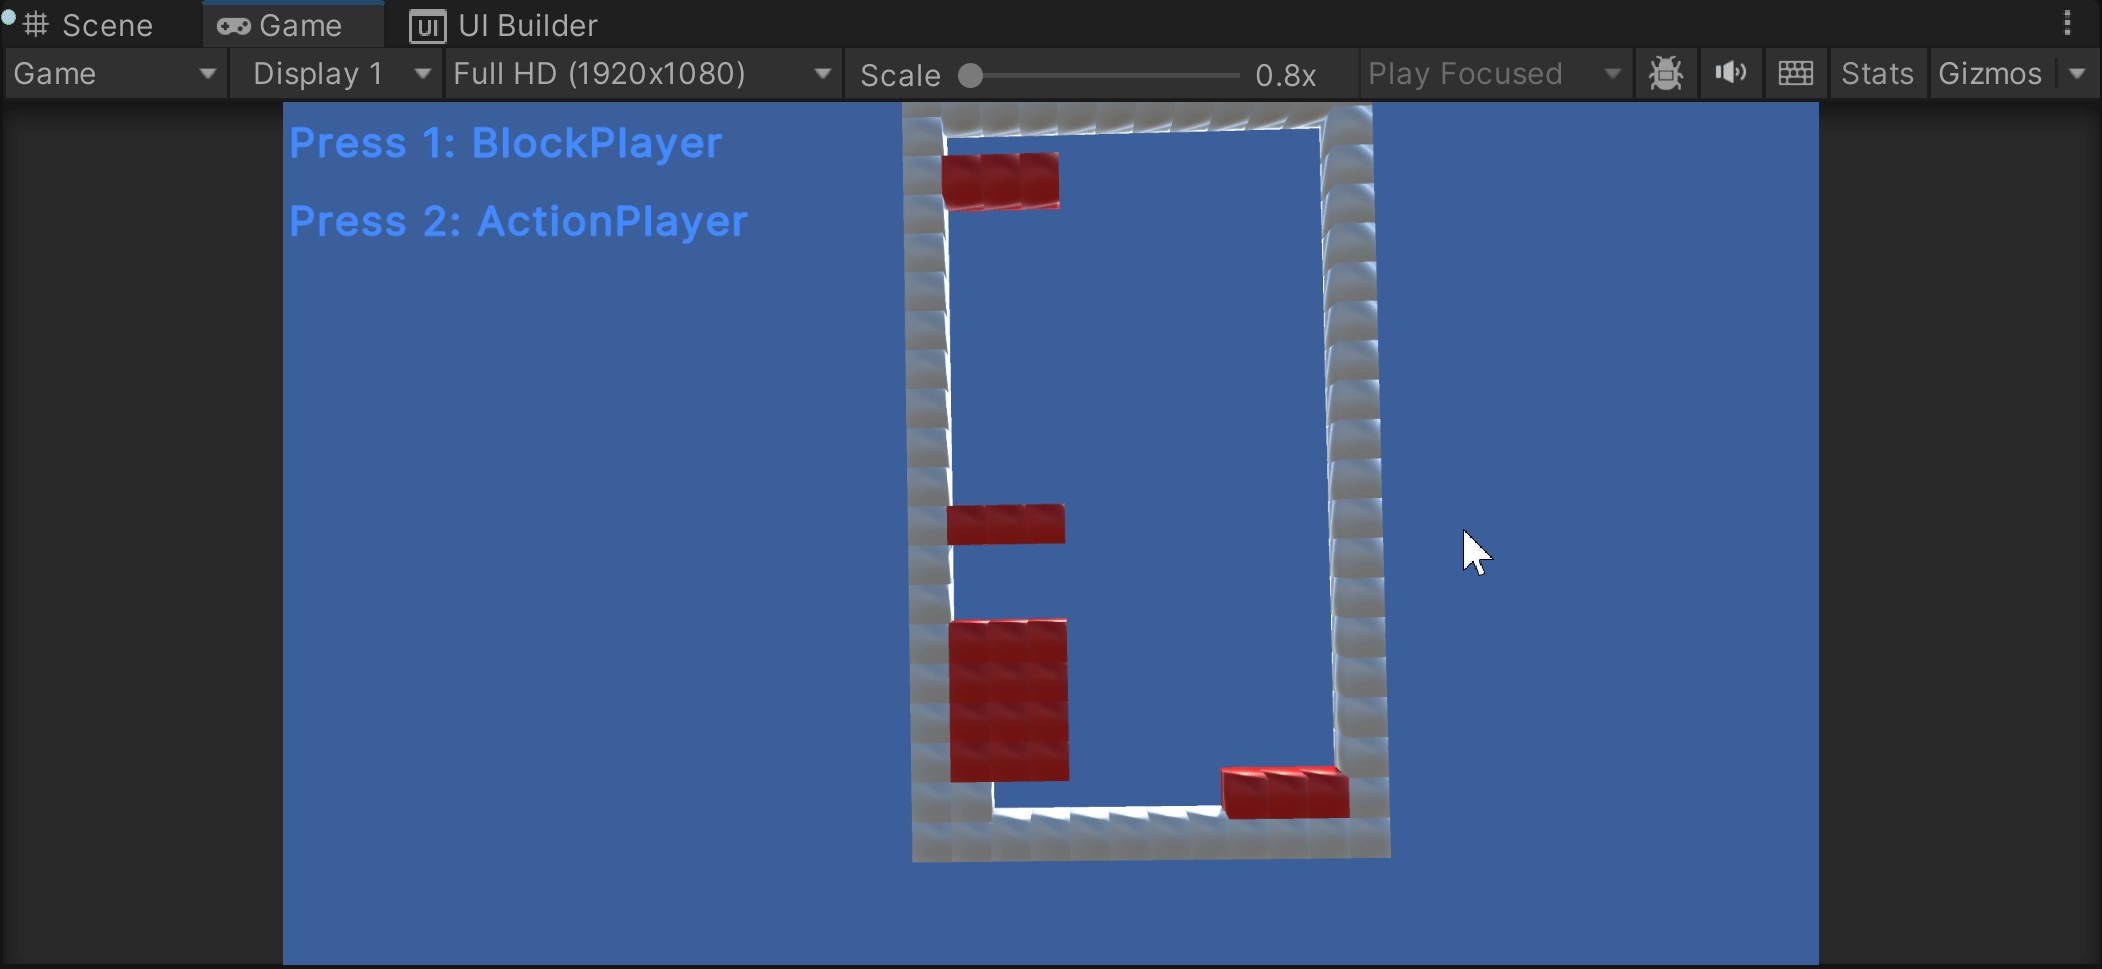 Scene Game UI UI Builder
Game Display 1 Full HD (1920x1080) Scale 0.8x Play Focused Stats Gizmos
Press 1: BlockPlayer
Press 2: ActionPlayer